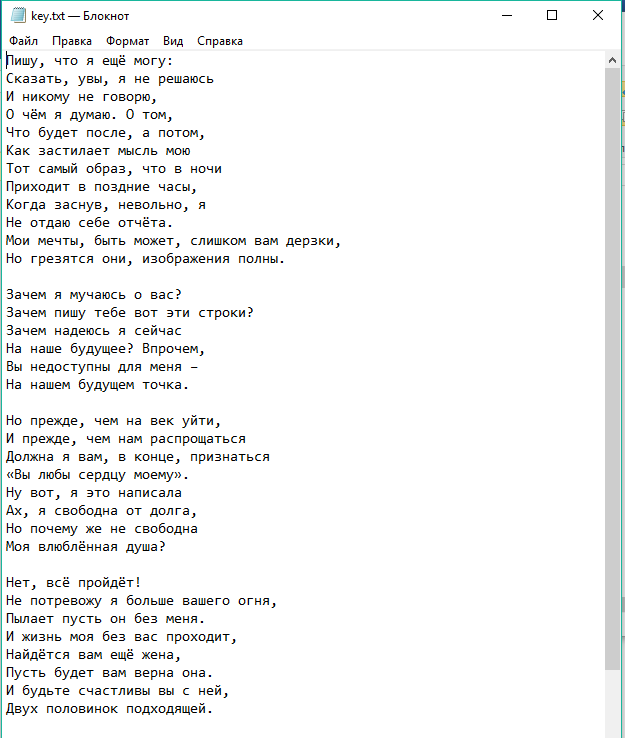 key.txt — Блокнот
Файл Правка Формат Вид Справка
Пишу, что я ещё могу:
Сказать, увы, я не решаюсь
И никому не говорю,
О чём я думаю. О том,
Что будет после, а потом,
Как застилает мысль мою
Тот самый образ, что в ночи
Приходит в поздние часы,
Когда заснув, невольно, я
Не отдаю себе отчёта.
Мои мечты, быть может, слишком вам дерзки,
Но грезятся они, изображения полны.

Зачем я мучаюсь о вас?
Зачем пишу тебе вот эти строки?
Зачем надеюсь я сейчас
На наше будущее? Впрочем,
Вы недоступны для меня –
На нашем будущем точка.

Но прежде, чем на век уйти,
И прежде, чем нам распрощаться
Должна я вам, в конце, признаться
«Вы любы сердцу моему».
Ну вот, я это написала
Ах, я свободна от долга,
Но почему же не свободна
Моя влюблённая душа?

Нет, всё пройдёт!
Не потревожу я больше вашего огня,
Пылает пусть он без меня.
И жизнь моя без вас проходит,
Найдётся вам ещё жена,
Пусть будет вам верна она.
И будьте счастливы вы с ней,
Двух половинок подходящей.